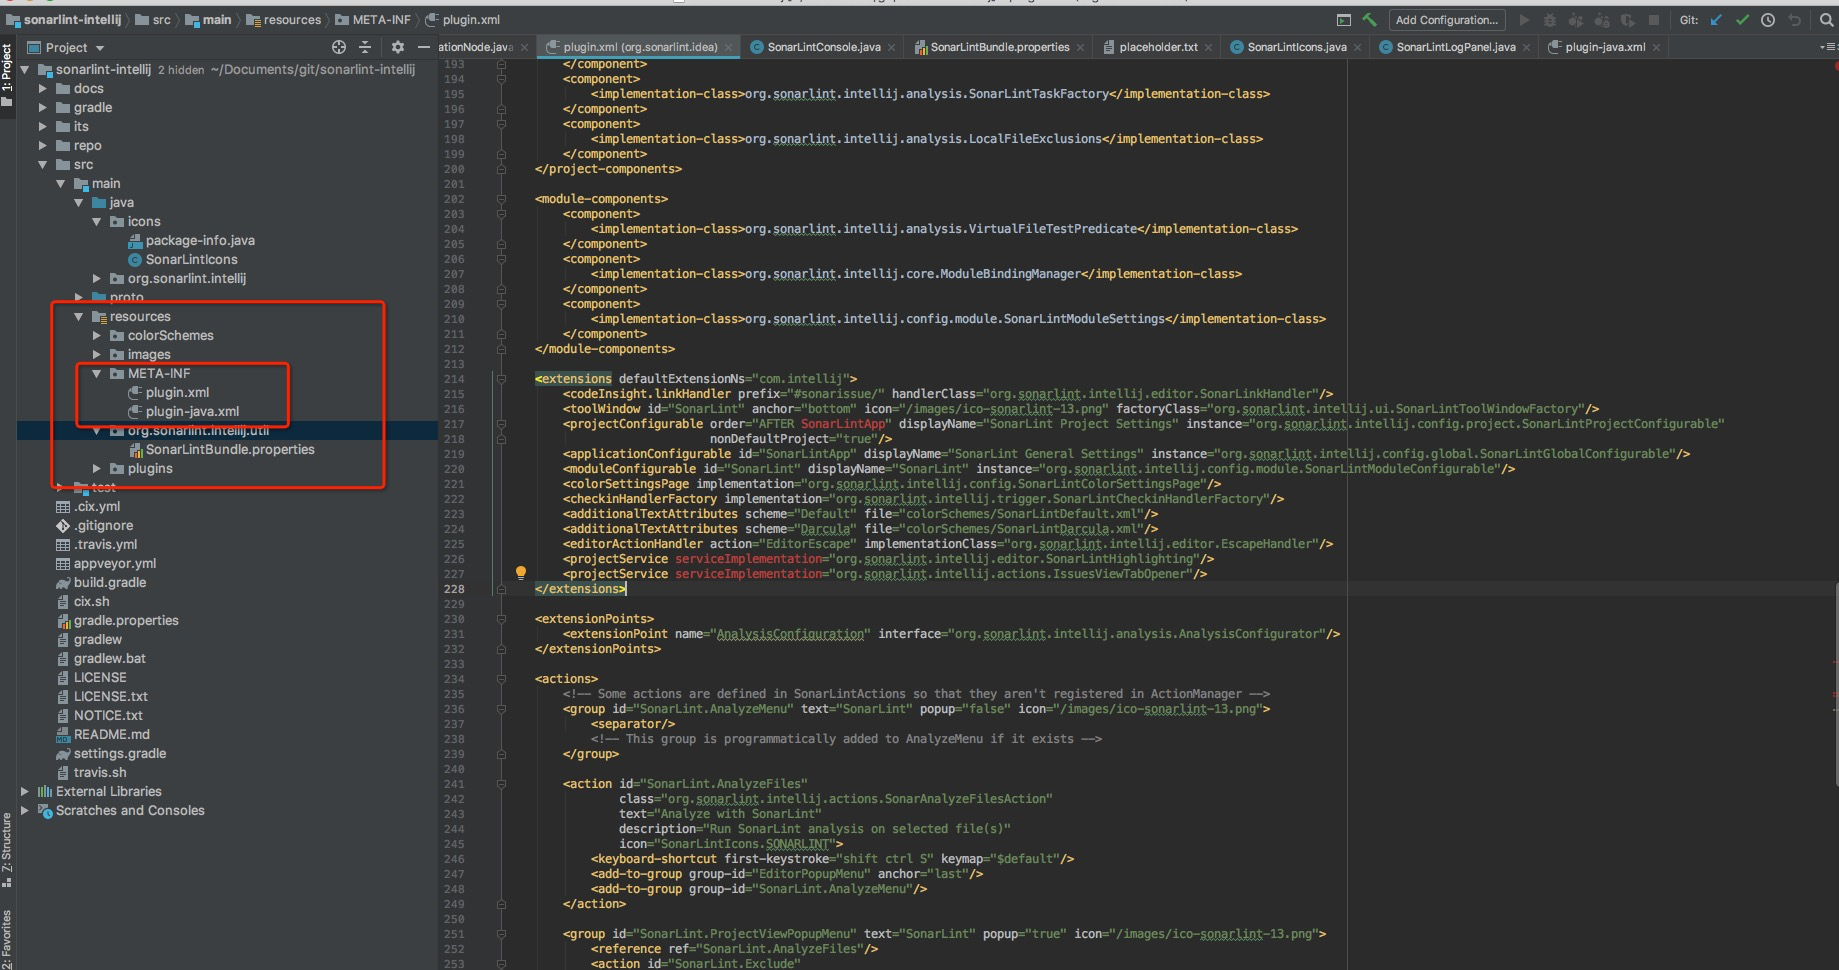 sonarlint-intellij src main resources META-INF plugin.xml
Add Configuration...
Git:
Project
ationNode.java
plugin.xml (org.sonarlint.idea)
SonarLintConsole.java
SonarLintBundle.properties
placeholder.txt
SonarLintIcons.java
SonarLintLogPanel.java
plugin-java.xml
1: Project
7: Structure
2: Favorites
sonarlint-intellij 2 hidden ~/Documents/git/sonarlint-intellij
docs
gradle
its
repo
src
main
java
icons
package-info.java
SonarLintIcons
org.sonarlint.intellij
proto
resources
colorSchemes
images
META-INF
plugin.xml
plugin-java.xml
org.sonarlint.intellij.util
SonarLintBundle.properties
plugins
test
.cix.yml
.gitignore
.travis.yml
appveyor.yml
build.gradle
cix.sh
gradle.properties
gradlew
gradlew.bat
LICENSE
LICENSE.txt
NOTICE.txt
README.md
settings.gradle
travis.sh
External Libraries
Scratches and Consoles
193 </component>
194 <component>
195 <implementation-class>org.sonarlint.intellij.analysis.SonarLintTaskFactory</implementation-class>
196 </component>
197 <component>
198 <implementation-class>org.sonarlint.intellij.analysis.LocalFileExclusions</implementation-class>
199 </component>
200 </project-components>
201
202 <module-components>
203 <component>
204 <implementation-class>org.sonarlint.intellij.analysis.VirtualFileTestPredicate</implementation-class>
205 </component>
206 <component>
207 <implementation-class>org.sonarlint.intellij.core.ModuleBindingManager</implementation-class>
208 </component>
209 <component>
210 <implementation-class>org.sonarlint.intellij.config.module.SonarLintModuleSettings</implementation-class>
211 </component>
212 </module-components>
213
214 <extensions defaultExtensionNs="com.intellij">
215 <codeInsight.linkHandler prefix="#sonarissue/" handlerClass="org.sonarlint.intellij.editor.SonarLinkHandler"/>
216 <toolWindow id="SonarLint" anchor="bottom" icon="/images/ico-sonarlint-13.png" factoryClass="org.sonarlint.intellij.ui.SonarLintToolWindowFactory"/>
217 <projectConfigurable order="AFTER SonarLintApp" displayName="SonarLint Project Settings" instance="org.sonarlint.intellij.config.project.SonarLintProjectConfigurable"
218 nonDefaultProject="true"/>
219 <applicationConfigurable id="SonarLintApp" displayName="SonarLint General Settings" instance="org.sonarlint.intellij.config.global.SonarLintGlobalConfigurable"/>
220 <moduleConfigurable id="SonarLint" displayName="SonarLint" instance="org.sonarlint.intellij.config.module.SonarLintModuleConfigurable"/>
221 <colorSettingsPage implementation="org.sonarlint.intellij.config.SonarLintColorSettingsPage"/>
222 <checkinHandlerFactory implementation="org.sonarlint.intellij.trigger.SonarLintCheckinHandlerFactory"/>
223 <additionalTextAttributes scheme="Default" file="colorSchemes/SonarLintDefault.xml"/>
224 <additionalTextAttributes scheme="Darcula" file="colorSchemes/SonarLintDarcula.xml"/>
225 <editorActionHandler action="EditorEscape" implementationClass="org.sonarlint.intellij.editor.EscapeHandler"/>
226 <projectService serviceImplementation="org.sonarlint.intellij.editor.SonarLintHighlighting"/>
227 <projectService serviceImplementation="org.sonarlint.intellij.actions.IssuesViewTabOpener"/>
228 </extensions>
229
230 <extensionPoints>
231 <extensionPoint name="AnalysisConfiguration" interface="org.sonarlint.intellij.analysis.AnalysisConfigurator"/>
232 </extensionPoints>
233
234 <actions>
235 <!-- Some actions are defined in SonarLintActions so that they aren't registered in ActionManager -->
236 <group id="SonarLint.AnalyzeMenu" text="SonarLint" popup="false" icon="/images/ico-sonarlint-13.png">
237 <separator/>
238 <!-- This group is programmatically added to AnalyzeMenu if it exists -->
239 </group>
240
241 <action id="SonarLint.AnalyzeFiles"
242 class="org.sonarlint.intellij.actions.SonarAnalyzeFilesAction"
243 text="Analyze with SonarLint"
244 description="Run SonarLint analysis on selected file(s)"
245 icon="SonarLintIcons.SONARLINT">
246 <keyboard-shortcut first-keystroke="shift ctrl S" keymap="$default"/>
247 <add-to-group group-id="EditorPopupMenu" anchor="last"/>
248 <add-to-group group-id="SonarLint.AnalyzeMenu"/>
249 </action>
250
251 <group id="SonarLint.ProjectViewPopupMenu" text="SonarLint" popup="true" icon="/images/ico-sonarlint-13.png">
252 <reference ref="SonarLint.AnalyzeFiles"/>
253 <action id="SonarLint.Exclude"